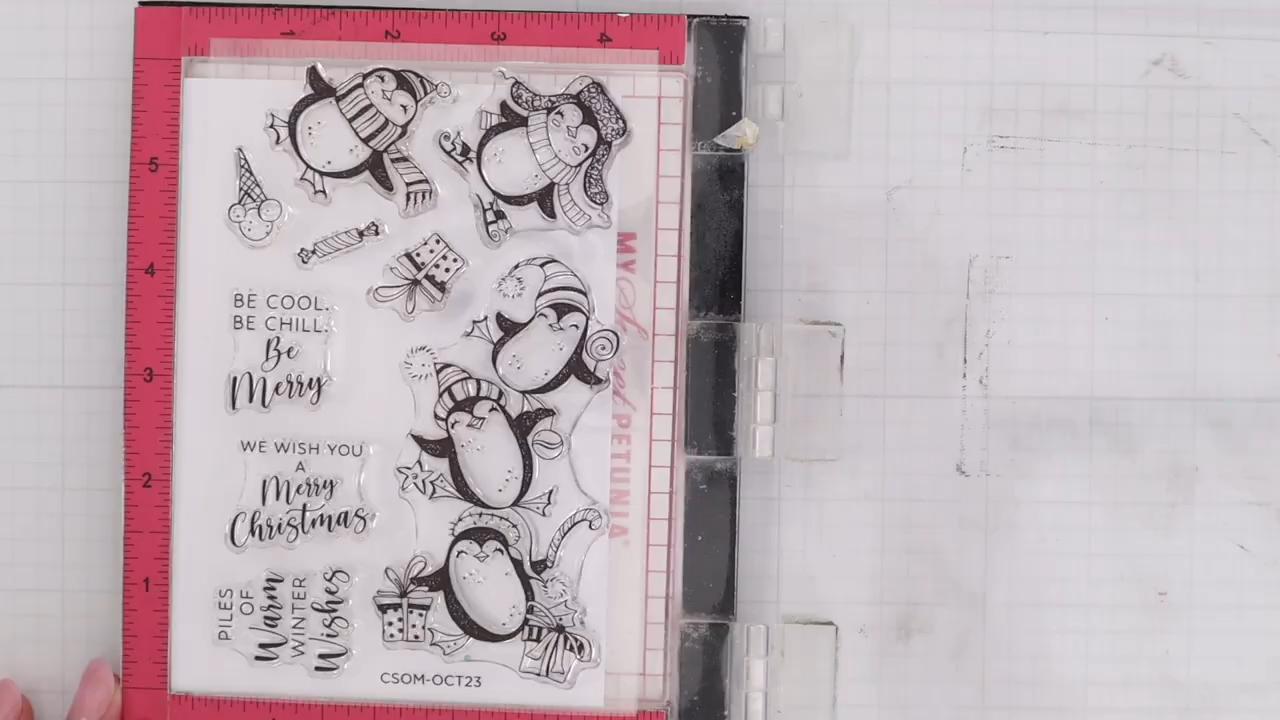 1 2 3 4
5
4
3
2
1
BE COOL.
BE CHILL.
Be
Merry
WE WISH YOU
A
Merry
Christmas
PILES
OF
Warm
WINTER
Wishes
CSOM-OCT23
MY Sweet PETUNIA